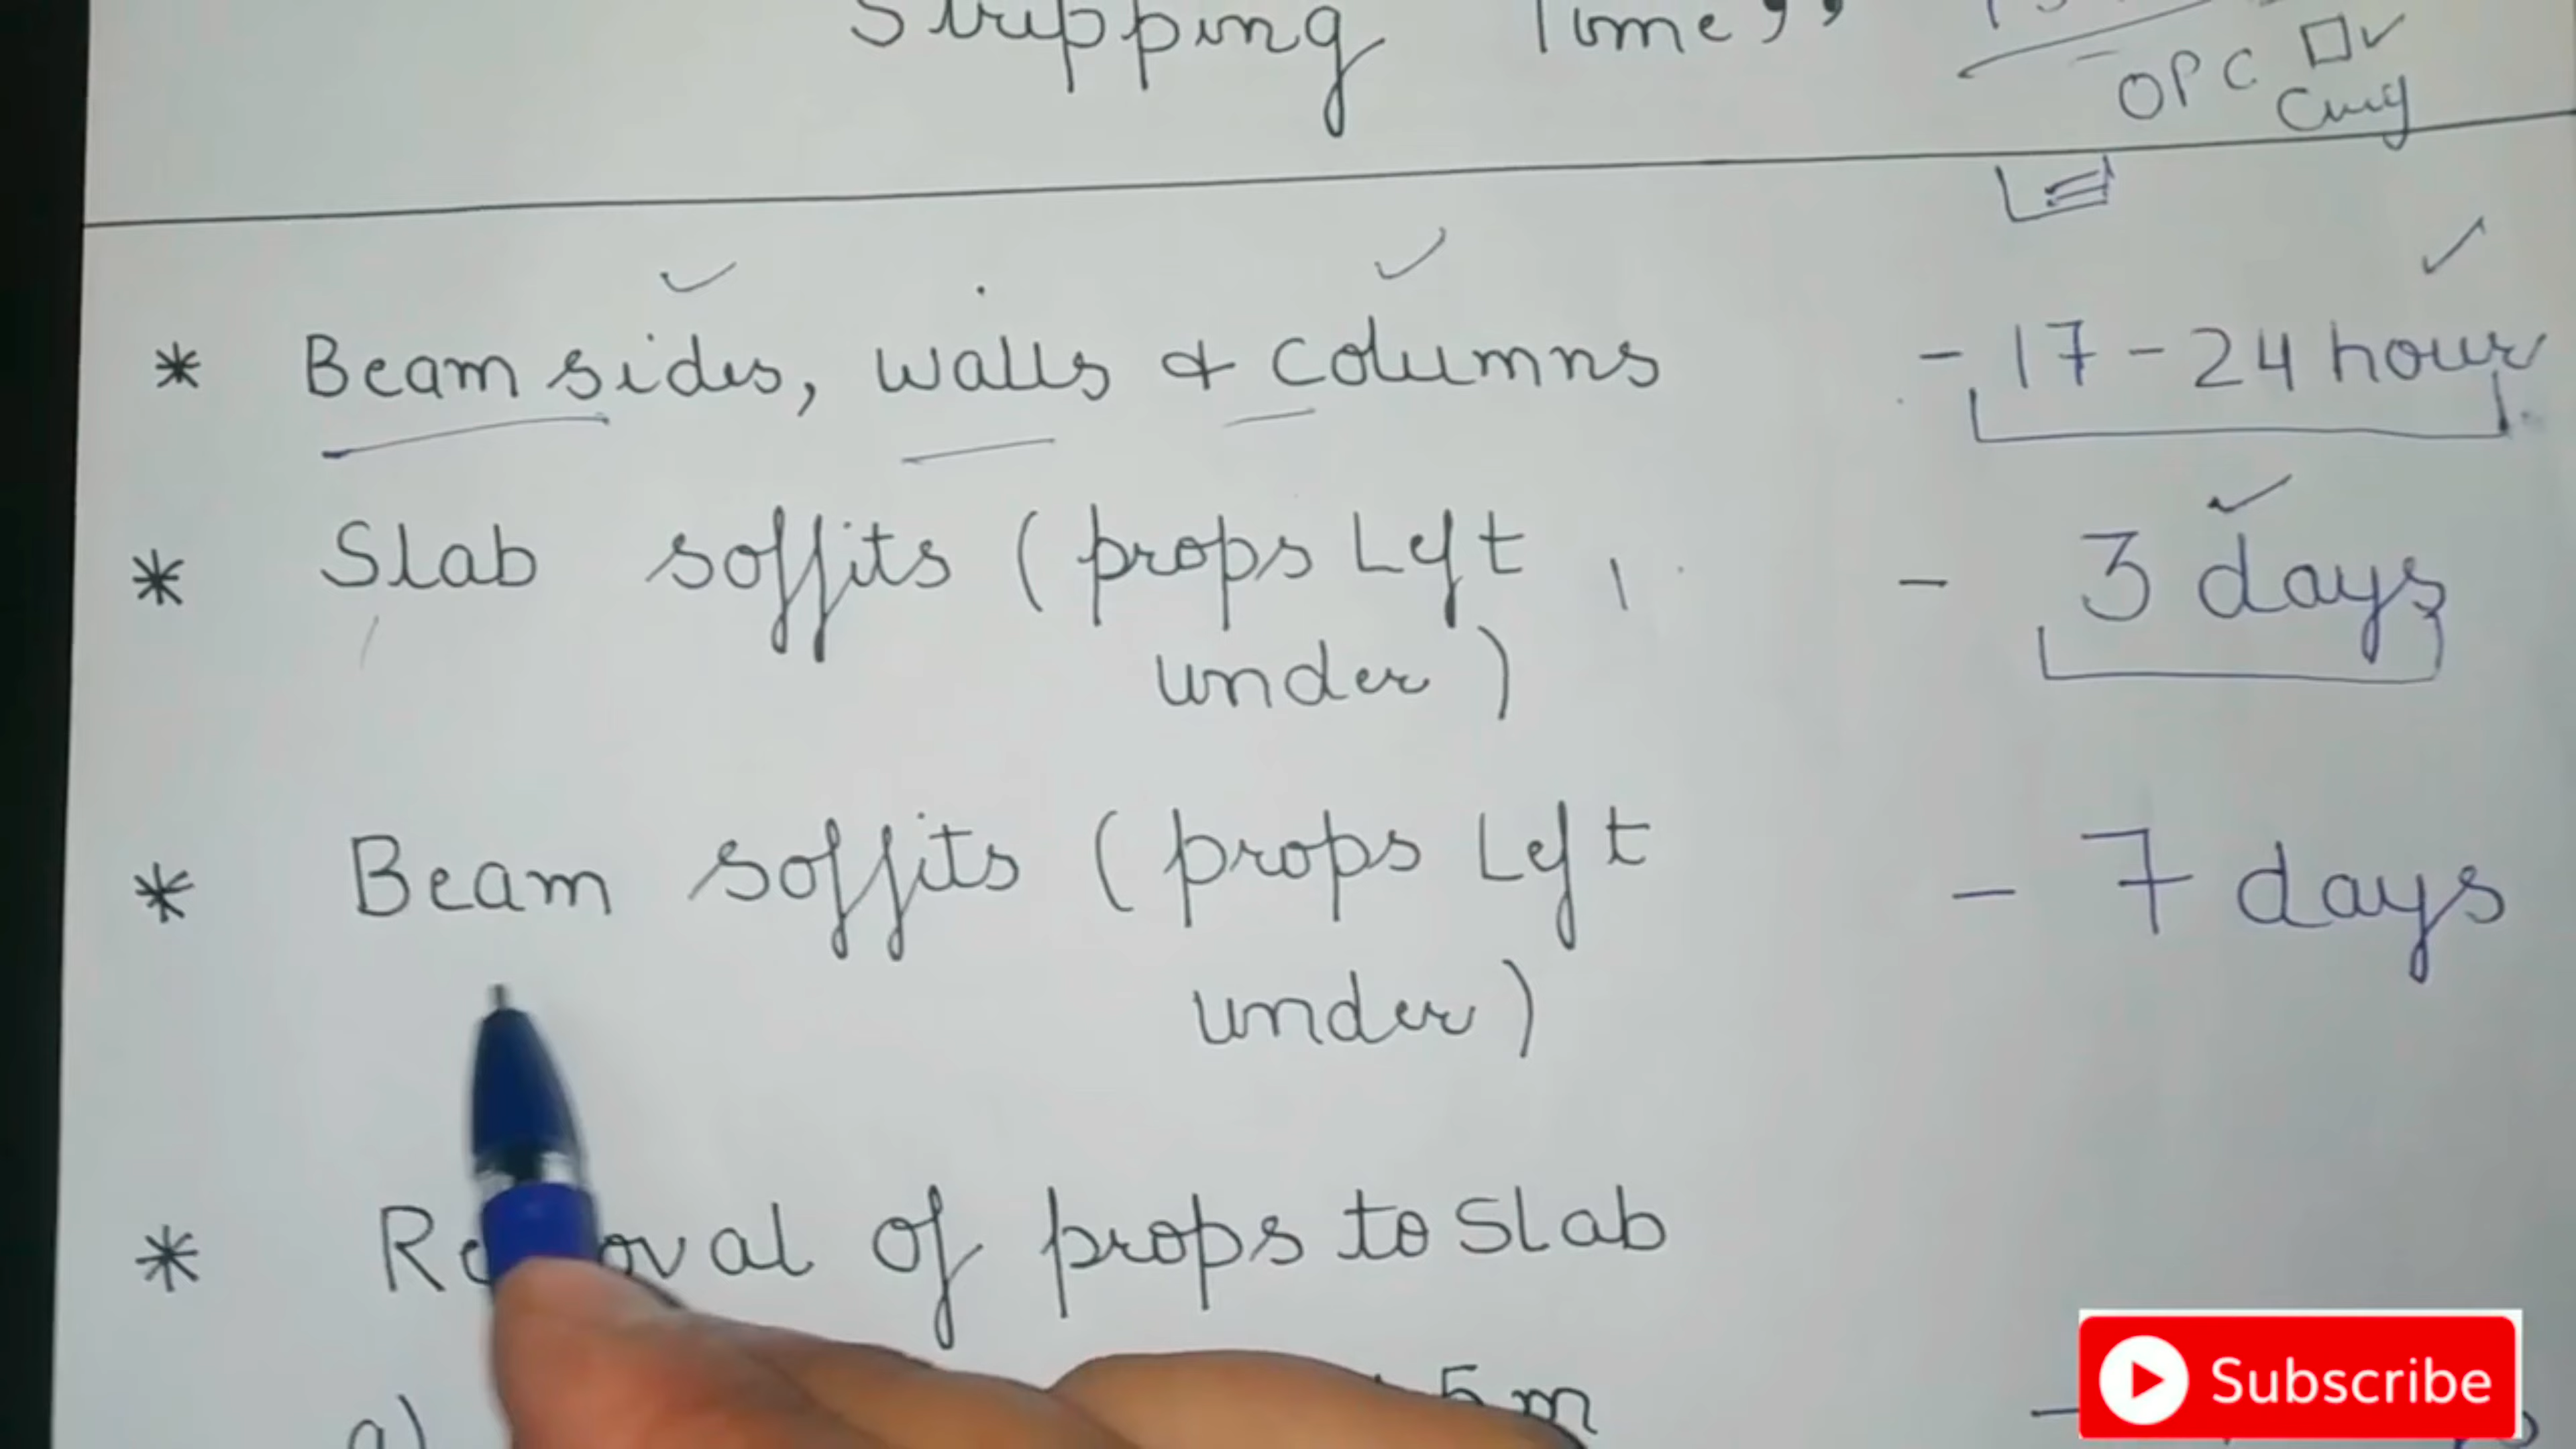 Stripping Time,,
OPC
* Beam sides, walls & columns - 17-24 hour
* Slab soffits (props Left - 3 days
under)
* Beam soffits (props Left - 7 days
under)
* Removal of props to Slab
a) 5m -
Subscribe